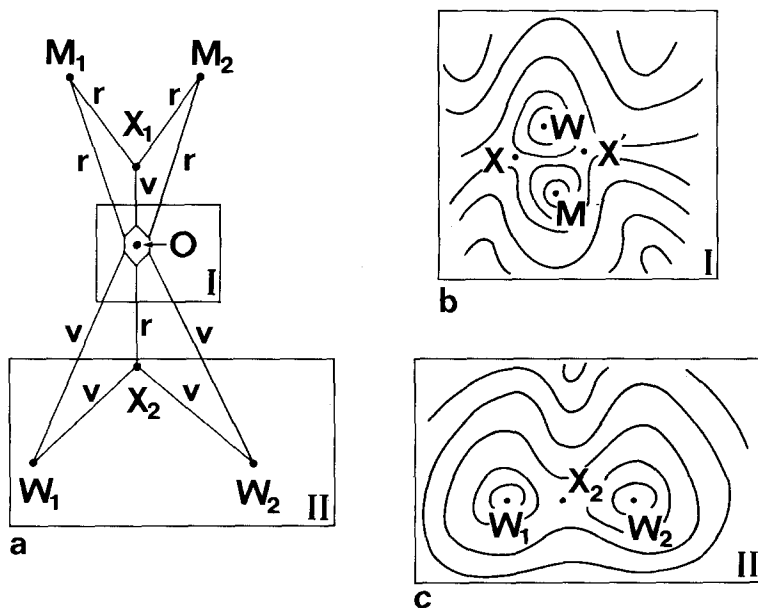 M₁ M₂
r r
X₁
r r
v
O
I
v r v
v v
X₂
W₁ W₂
II
a
W
X X′
M
I
b
X₂
W₁ W₂
II
c